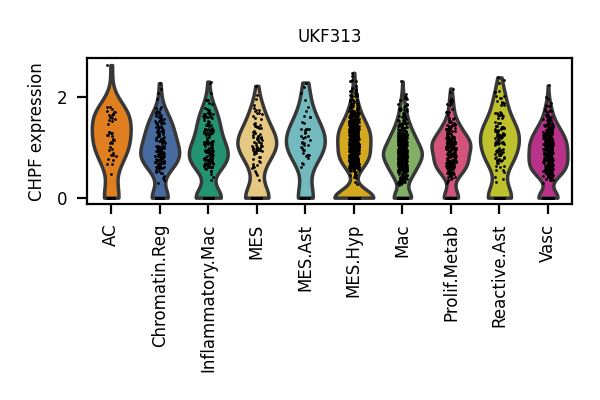 UKF313
CHPF expression
2
0
AC
Chromatin.Reg
Inflammatory.Mac
MES
MES.Ast
MES.Hyp
Mac
Prolif.Metab
Reactive.Ast
Vasc